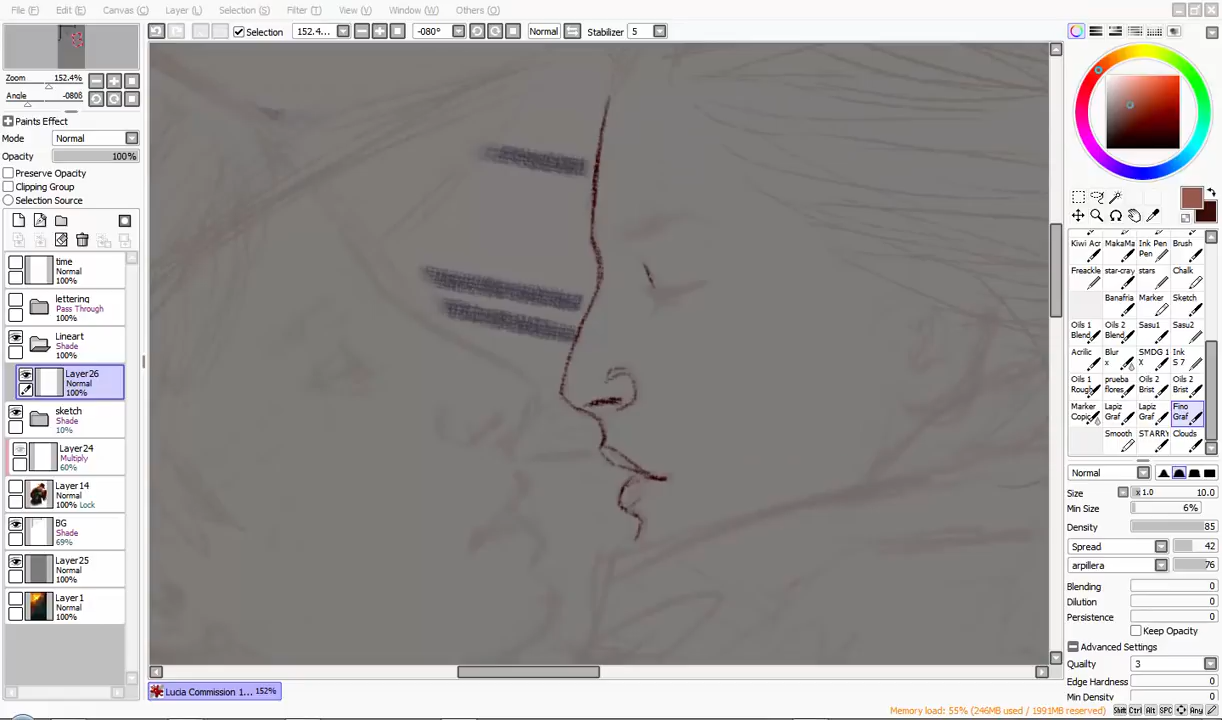 File (F) Edit (E) Canvas (C) Layer (L) Selection (S) Filter (T) View (V) Window (W) Others (O)
Selection 152.4... -080° Normal Stabilizer 5
Zoom 152.4%
Angle -0808
Paints Effect
Mode Normal
Opacity 100%
Preserve Opacity
Clipping Group
Selection Source
time
Normal
100%
lettering
Pass Through
100%
Lineart
Shade
100%
Layer26
Normal
100%
sketch
Shade
10%
Layer24
Multiply
60%
Layer14
Normal
100% Lock
BG
Shade
69%
Layer25
Normal
100%
Layer1
Normal
100%
Lucia Commission 1... 152%
Kiwi Acr MakaMa Ink Pen Brush
Pen
Freackle star-cray stars Chalk
Banafria Marker Sketch
Oils 1 Oils 2 Sasu1 Sasu2
Blend Blend
Acrilic Blur SMDG 1 Ink
x X S 7
Oils 1 prueba Oils 2 Oils 2
Rough flores Brist Brist
Marker Lapiz Lapiz Fino
Copic Graf Graf Graf
Smooth STARRY Clouds
Normal
Size x 1.0 10.0
Min Size 6%
Density 85
Spread 42
arpillera 76
Blending 0
Dilution 0
Persistence 0
Keep Opacity
Advanced Settings
Quailty 3
Edge Hardness 0
Min Density 0
Memory load: 55% (246MB used / 1991MB reserved) Shift Ctrl Alt SPC Any